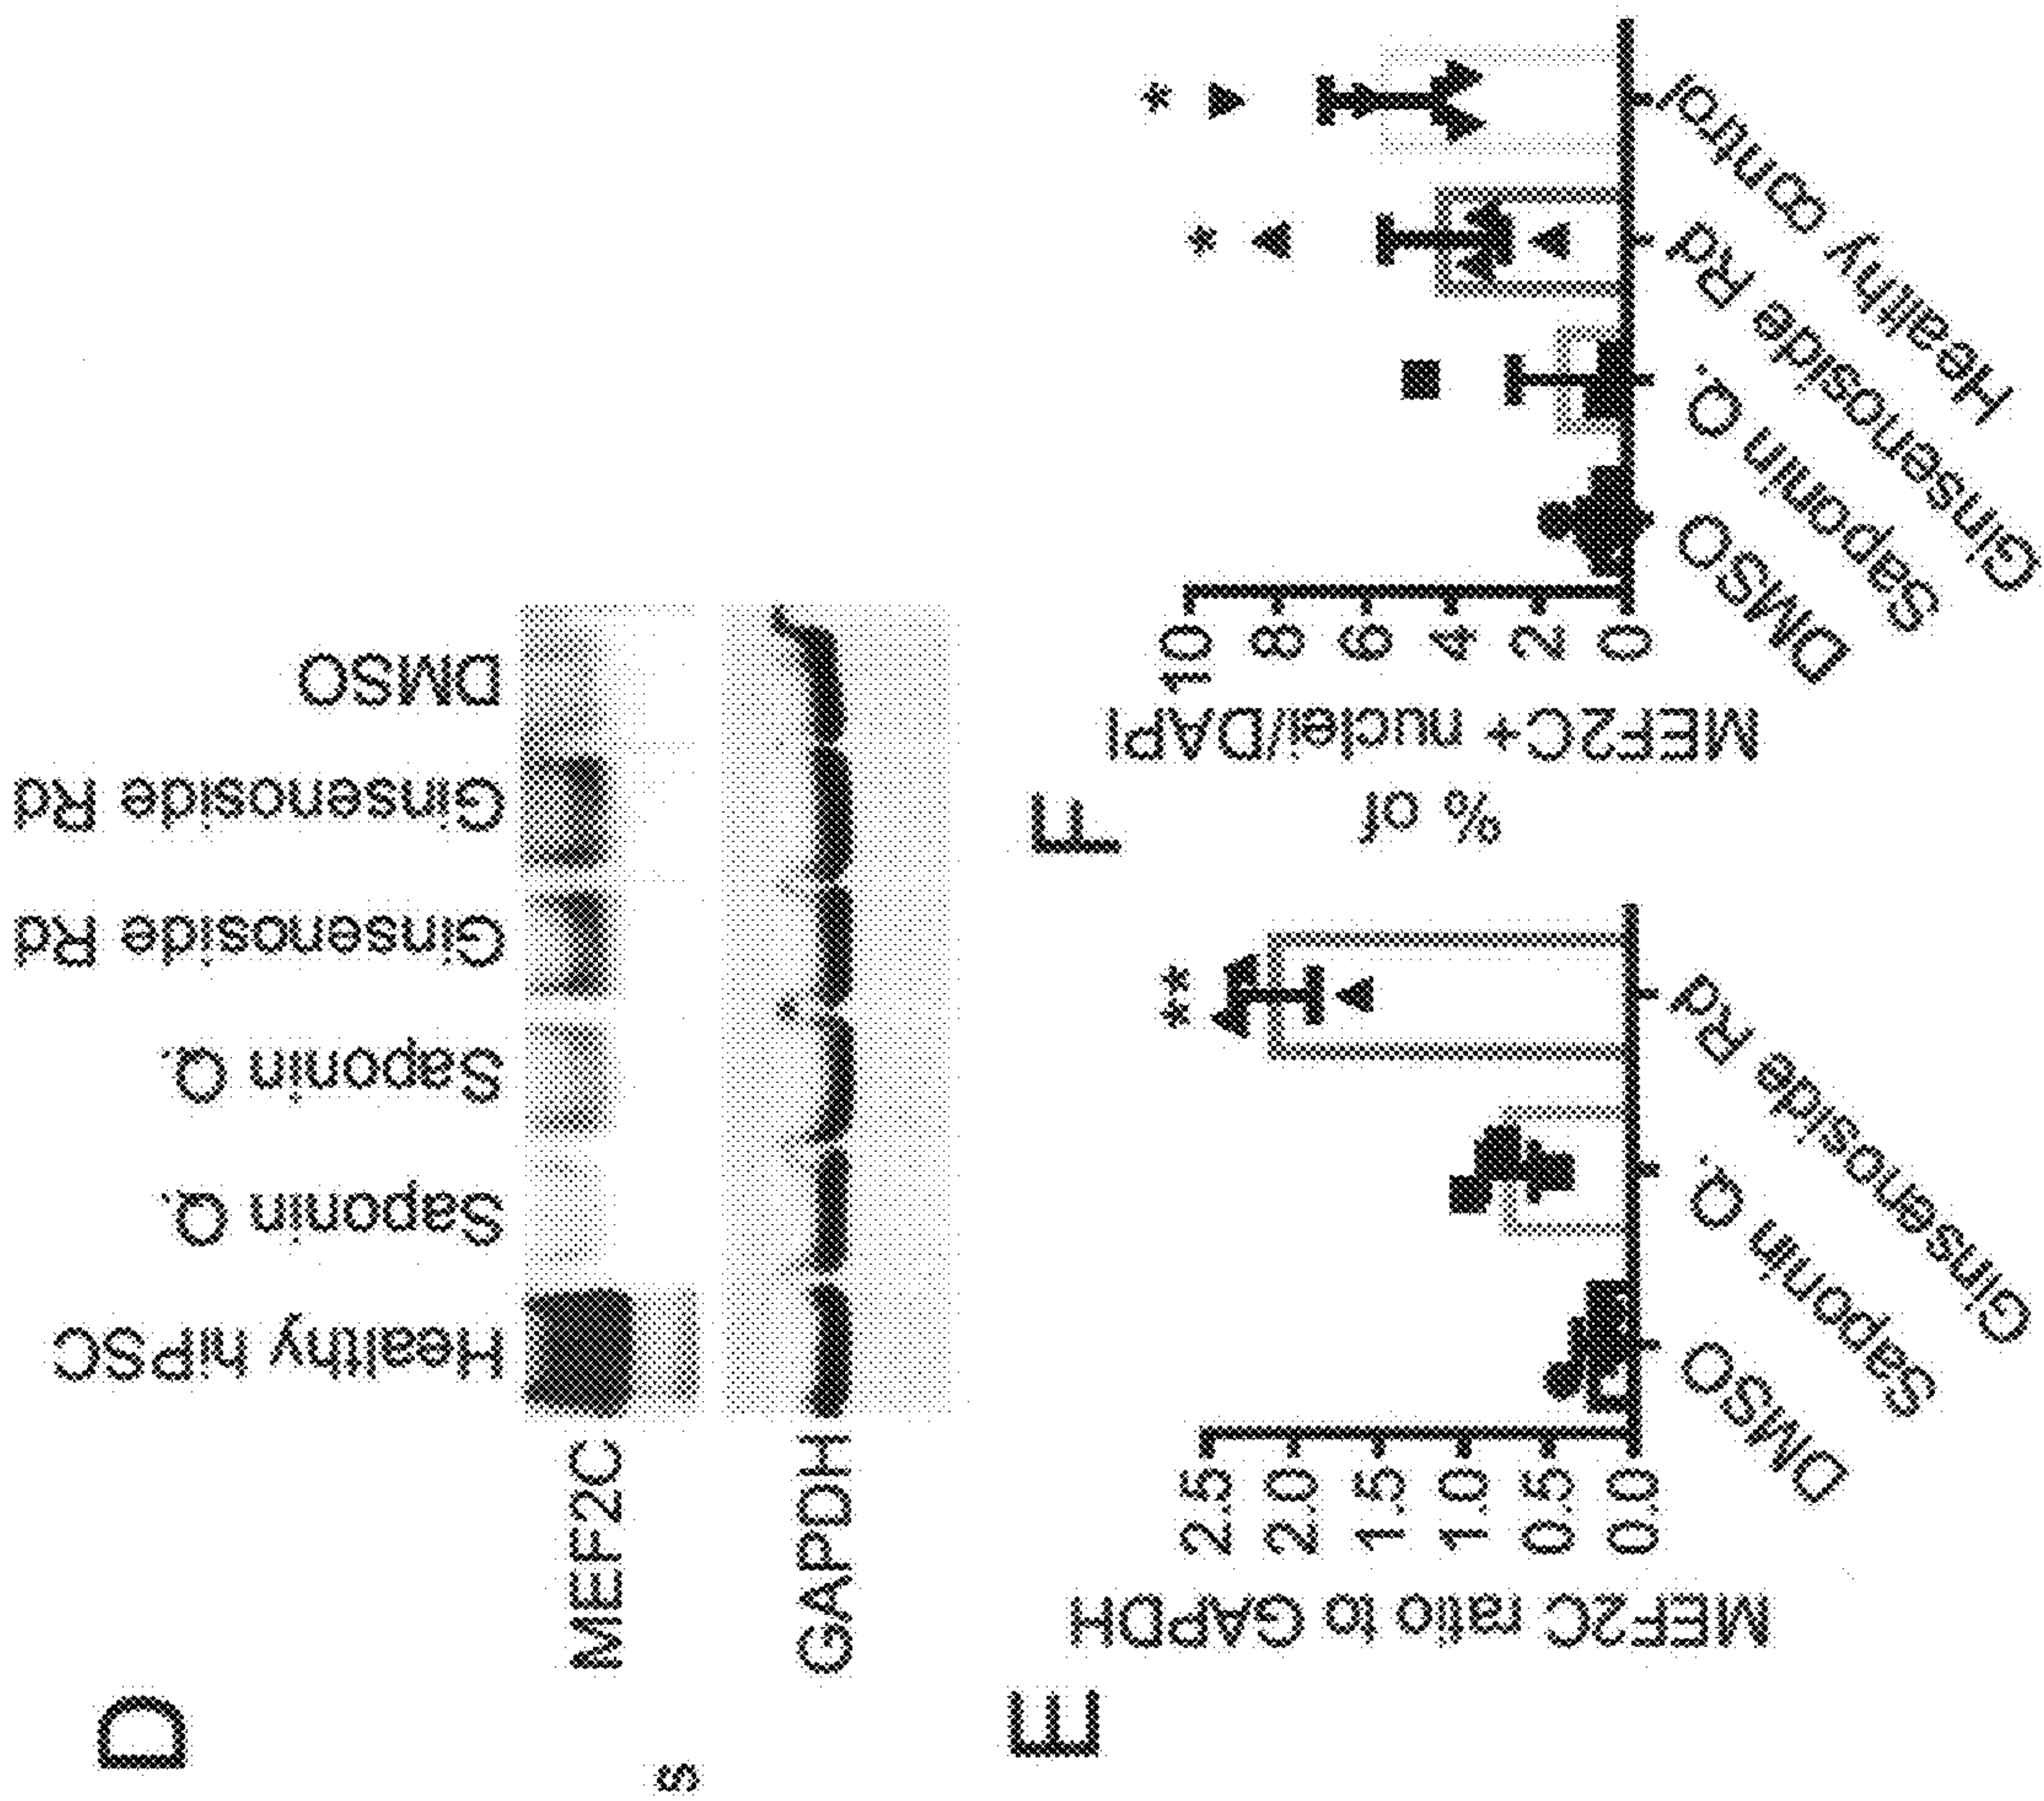 D
Healthy hiPSC
Saponin Q.
Saponin Q.
Ginsenoside Rd
Ginsenoside Rd
DMSO
MEF2C
s
GAPDH
E
MEF2C ratio to GAPDH
2.5
2.0
1.5
1.0
0.5
0.0
**
DMSO
Saponin Q.
Ginsenoside Rd
F
% of
MEF2C+ nuclei/DAPI
10
8
6
4
2
0
*
*
DMSO
Saponin Q.
Ginsenoside Rd
Healthy control